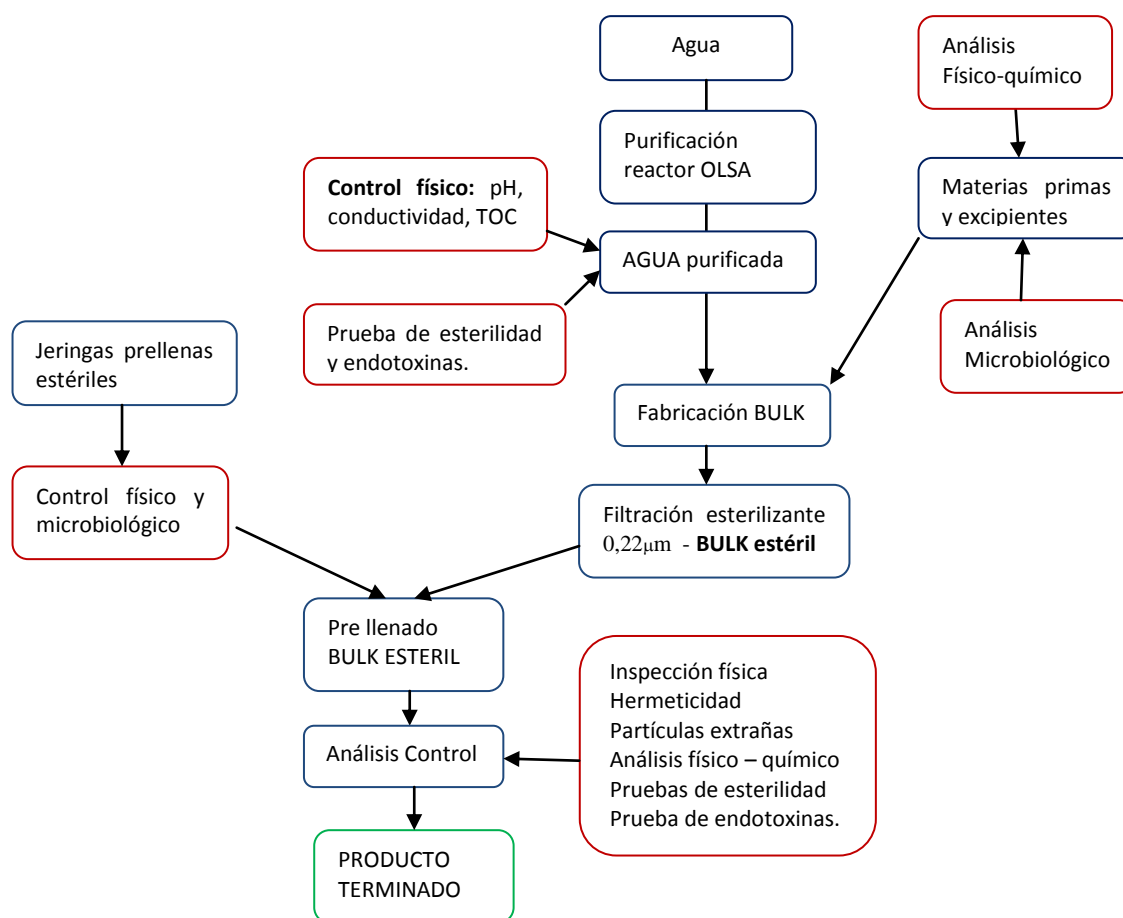 Agua
Análisis
Físico-químico
Purificación
reactor OLSA
Control físico: pH,
conductividad, TOC
Materias primas
y excipientes
AGUA purificada
Prueba de esterilidad
y endotoxinas.
Análisis
Microbiológico
Jeringas prellenas
estériles
Fabricación BULK
Control físico y
microbiológico
Filtración esterilizante
0,22µm - BULK estéril
Pre llenado
BULK ESTERIL
Inspección física
Hermeticidad
Partículas extrañas
Análisis físico – químico
Pruebas de esterilidad
Prueba de endotoxinas.
Análisis Control
PRODUCTO
TERMINADO